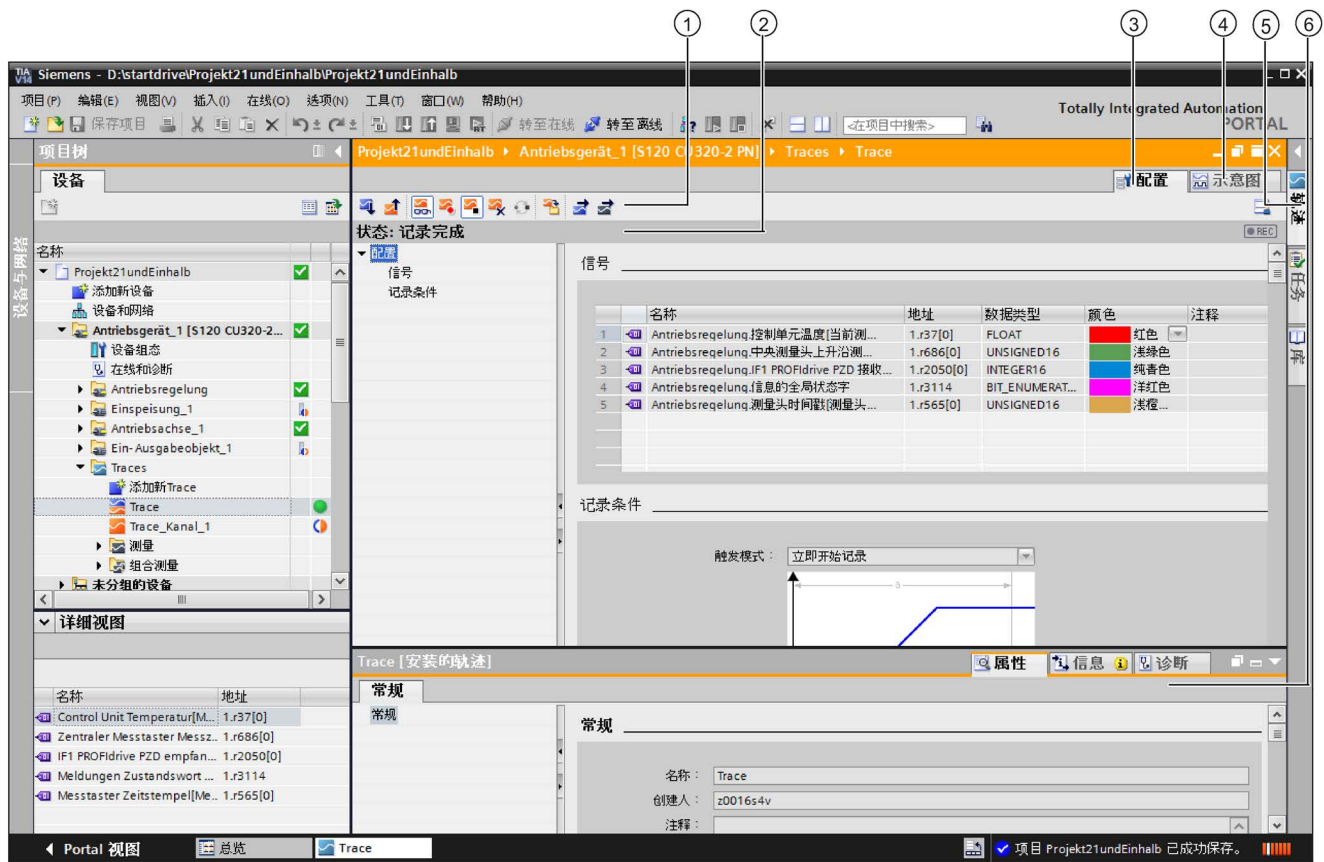 ① ② ③ ④ ⑤ ⑥
TIA V14 Siemens - D:\startdrive\Projekt21undEinhalb\Projekt21undEinhalb
项目(P) 编辑(E) 视图(V) 插入(I) 在线(O) 选项(N) 工具(T) 窗口(W) 帮助(H)
Totally Integrated Automation
PORTAL
保存项目 转至在线 转至离线 <在项目中搜索>
项目树
Projekt21undEinhalb Antriebsgerät_1 [S120 CU320-2 PN] Traces Trace
设备
配置 示意图
状态: 记录完成
REC
设备与网络
名称
Projekt21undEinhalb
添加新设备
设备和网络
Antriebsgerät_1 [S120 CU320-2...
设备组态
在线和诊断
Antriebsregelung
Einspeisung_1
Antriebsachse_1
Ein-Ausgabeobjekt_1
Traces
添加新Trace
Trace
Trace_Kanal_1
测量
组合测量
未分组的设备
配置
信号
记录条件
信号
名称 地址 数据类型 颜色 注释
1 Antriebsregelung.控制单元温度[当前测... 1.r37[0] FLOAT 红色
2 Antriebsregelung.中央测量头上升沿测... 1.r686[0] UNSIGNED16 浅绿色
3 Antriebsregelung.IF1 PROFIdrive PZD 接收... 1.r2050[0] INTEGER16 纯青色
4 Antriebsregelung.信息的全局状态字 1.r3114 BIT_ENUMERAT... 洋红色
5 Antriebsregelung.测量头时间戳[测量头... 1.r565[0] UNSIGNED16 浅橙...
记录条件
触发模式： 立即开始记录
a
轨迹
任务
库
详细视图
名称 地址
Control Unit Temperatur[M... 1.r37[0]
Zentraler Messtaster Messz.. 1.r686[0]
IF1 PROFIdrive PZD empfan... 1.r2050[0]
Meldungen Zustandswort ... 1.r3114
Messtaster Zeitstempel[Me.. 1.r565[0]
Trace [安装的轨迹]
属性 信息 诊断
常规
常规
常规
名称： Trace
创建人： z0016s4v
注释：
Portal 视图 总览 Trace
项目 Projekt21undEinhalb 已成功保存。